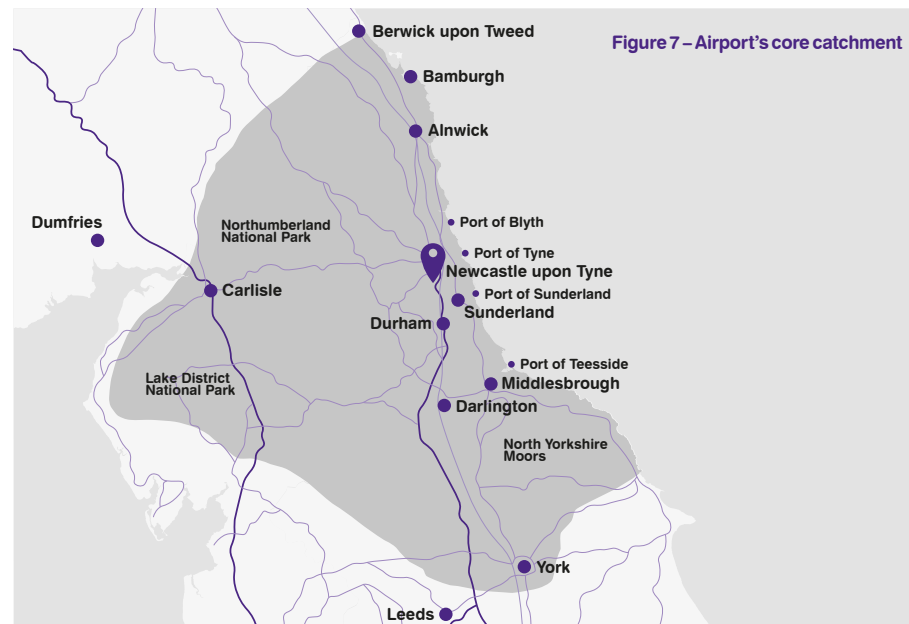 Berwick upon Tweed
Figure 7 – Airport's core catchment
Bamburgh
Alnwick
Dumfries
Northumberland
National Park
Port of Blyth
Port of Tyne
Newcastle upon Tyne
Carlisle
Port of Sunderland
Sunderland
Durham
Port of Teesside
Lake District
National Park
Middlesbrough
Darlington
North Yorkshire
Moors
York
Leeds